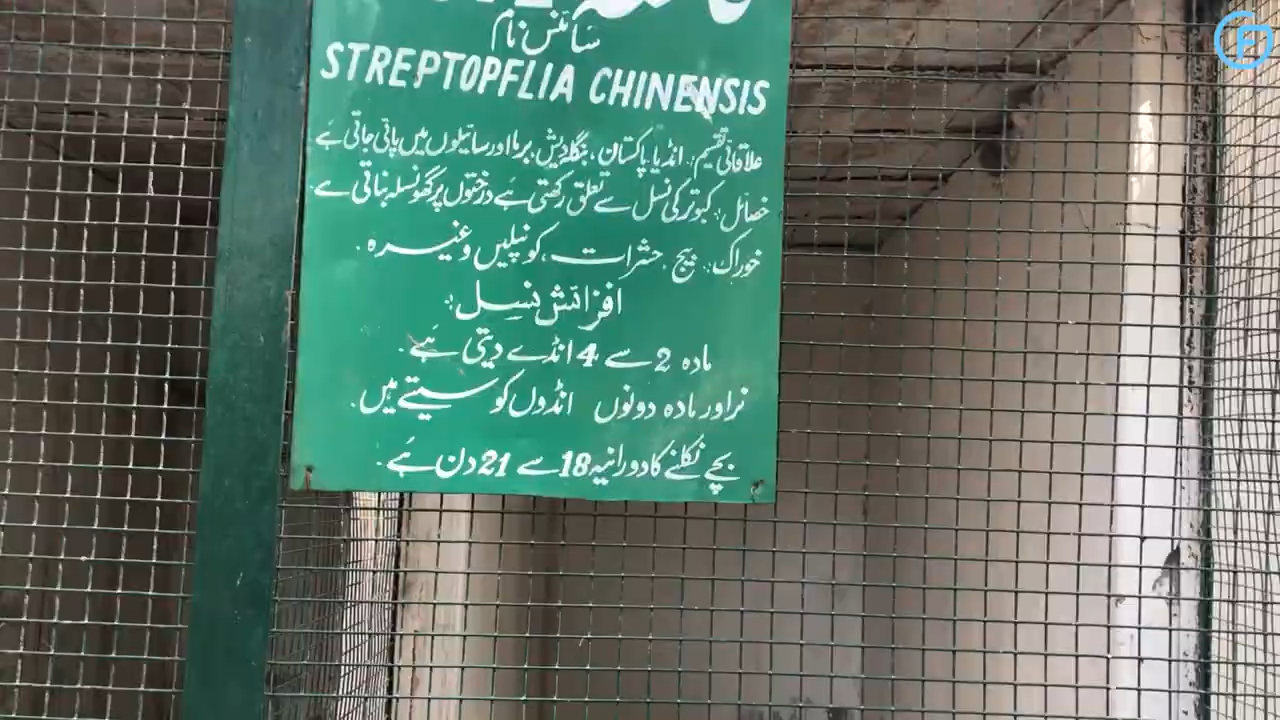 سائنس نام
STREPTOPELIA CHINENSIS
علاقائی تقسیم: انڈیا، پاکستان، بنگلہ دیش، برما اور ساحلوں میں پائی جاتی ہے
خصائل: کبوتر کی نسل سے تعلق رکھتی ہے درختوں پر گھونسلہ بناتی ہے
خوراک: بیج، حشرات، کونپلیں وغیرہ۔
افزائش نسل:
مادہ 2 سے 4 انڈے دیتی ہے۔
نر اور مادہ دونوں انڈوں کو سیتے ہیں۔
بچے نکلنے کا دورانیہ 18 سے 21 دن ہے۔